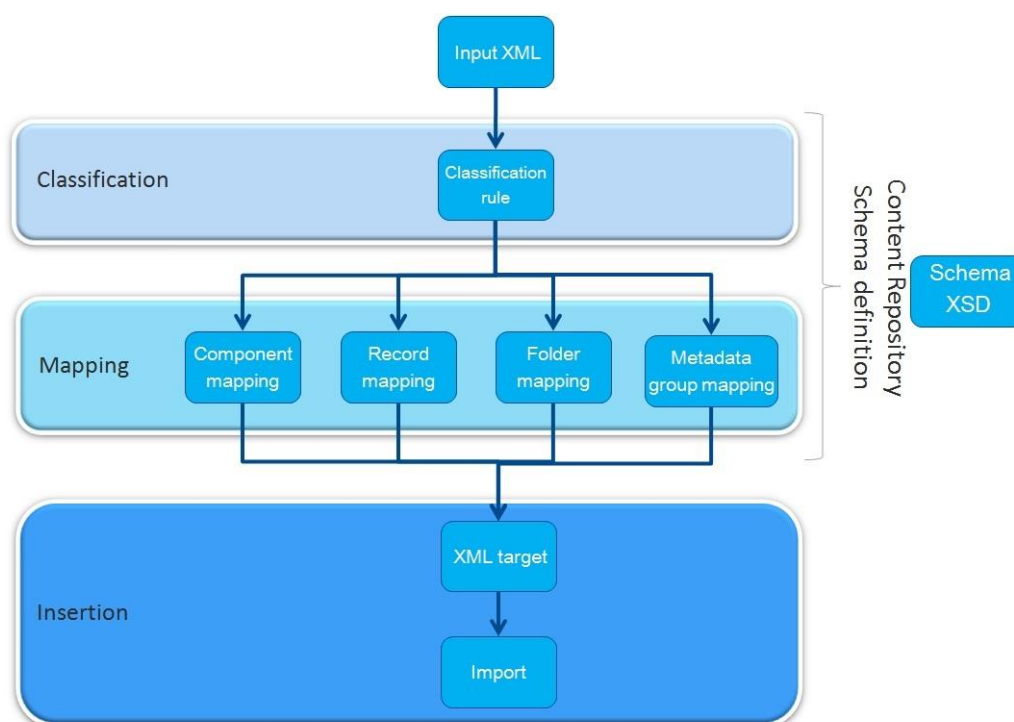 Input XML
Classification
Classification
rule
Content Repository
Schema definition
Schema
XSD
Mapping
Component
mapping
Record
mapping
Folder
mapping
Metadata
group mapping
XML target
Insertion
Import